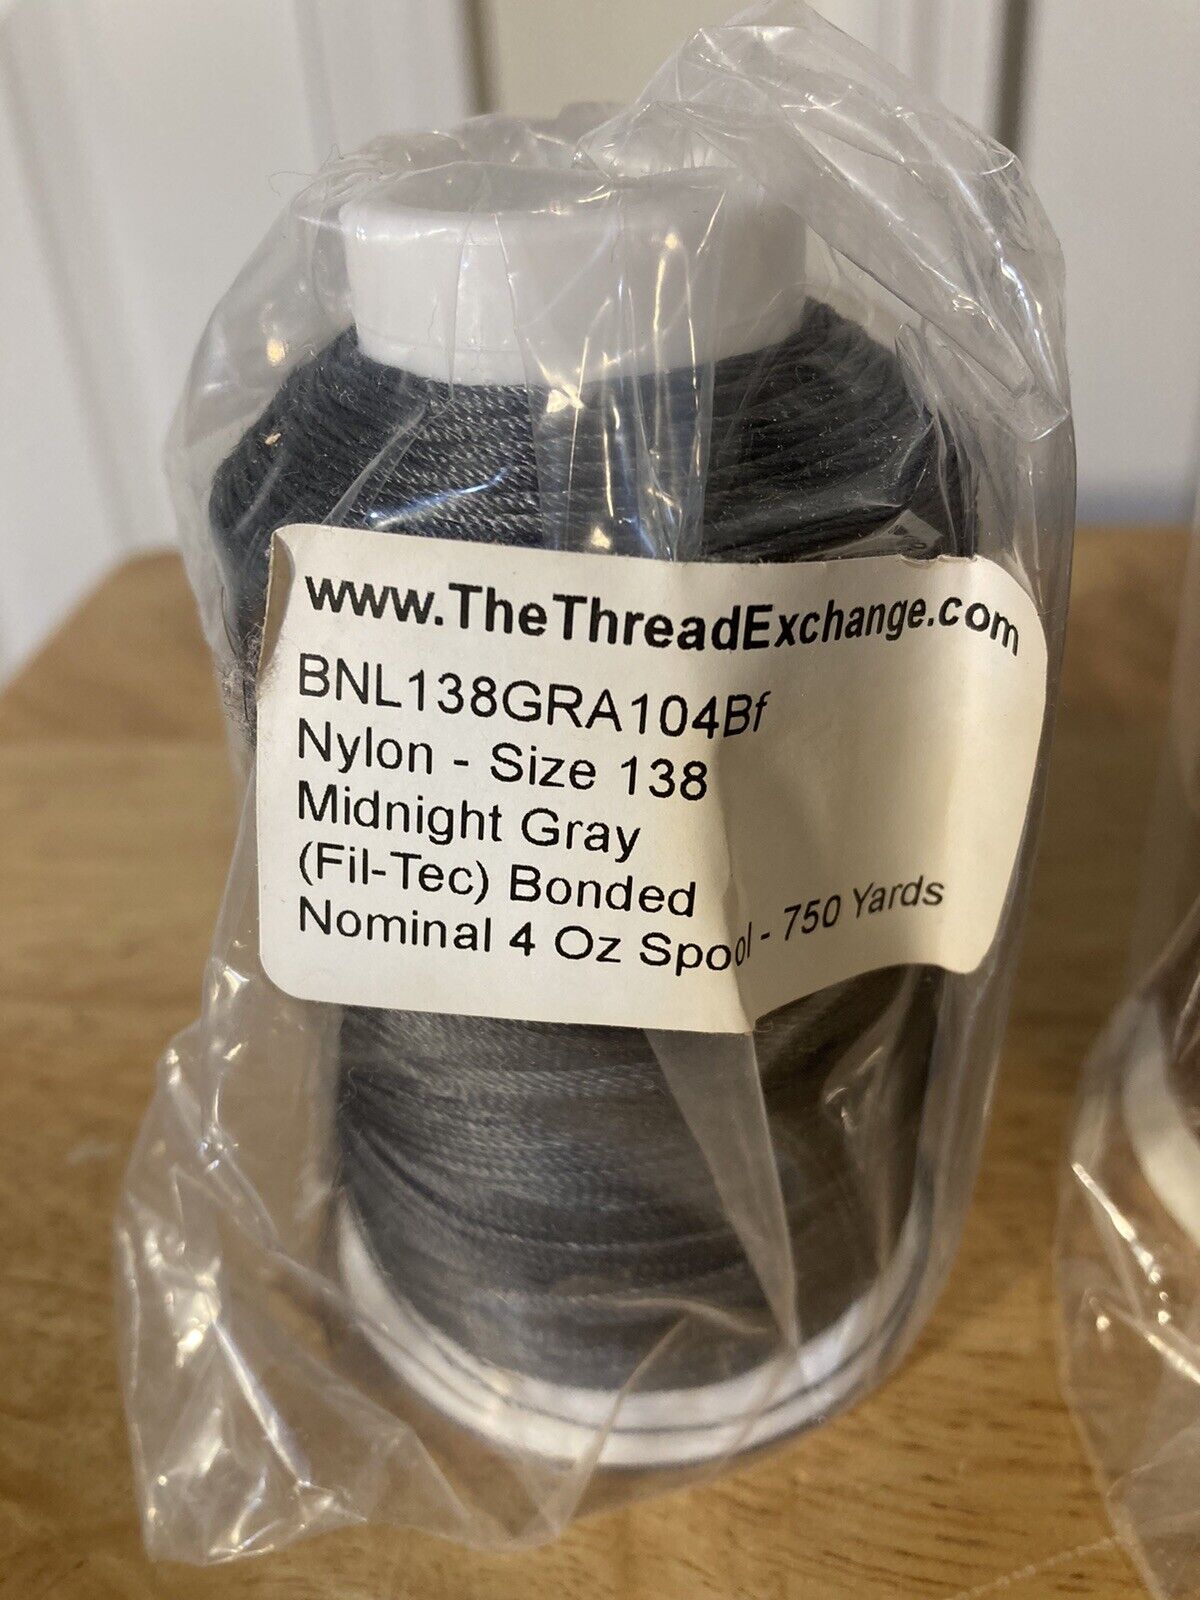 www.TheThreadExchange.com
BNL138GRA104Bf
Nylon - Size 138
Midnight Gray
(Fil-Tec) Bonded
Nominal 4 Oz Spool - 750 Yards